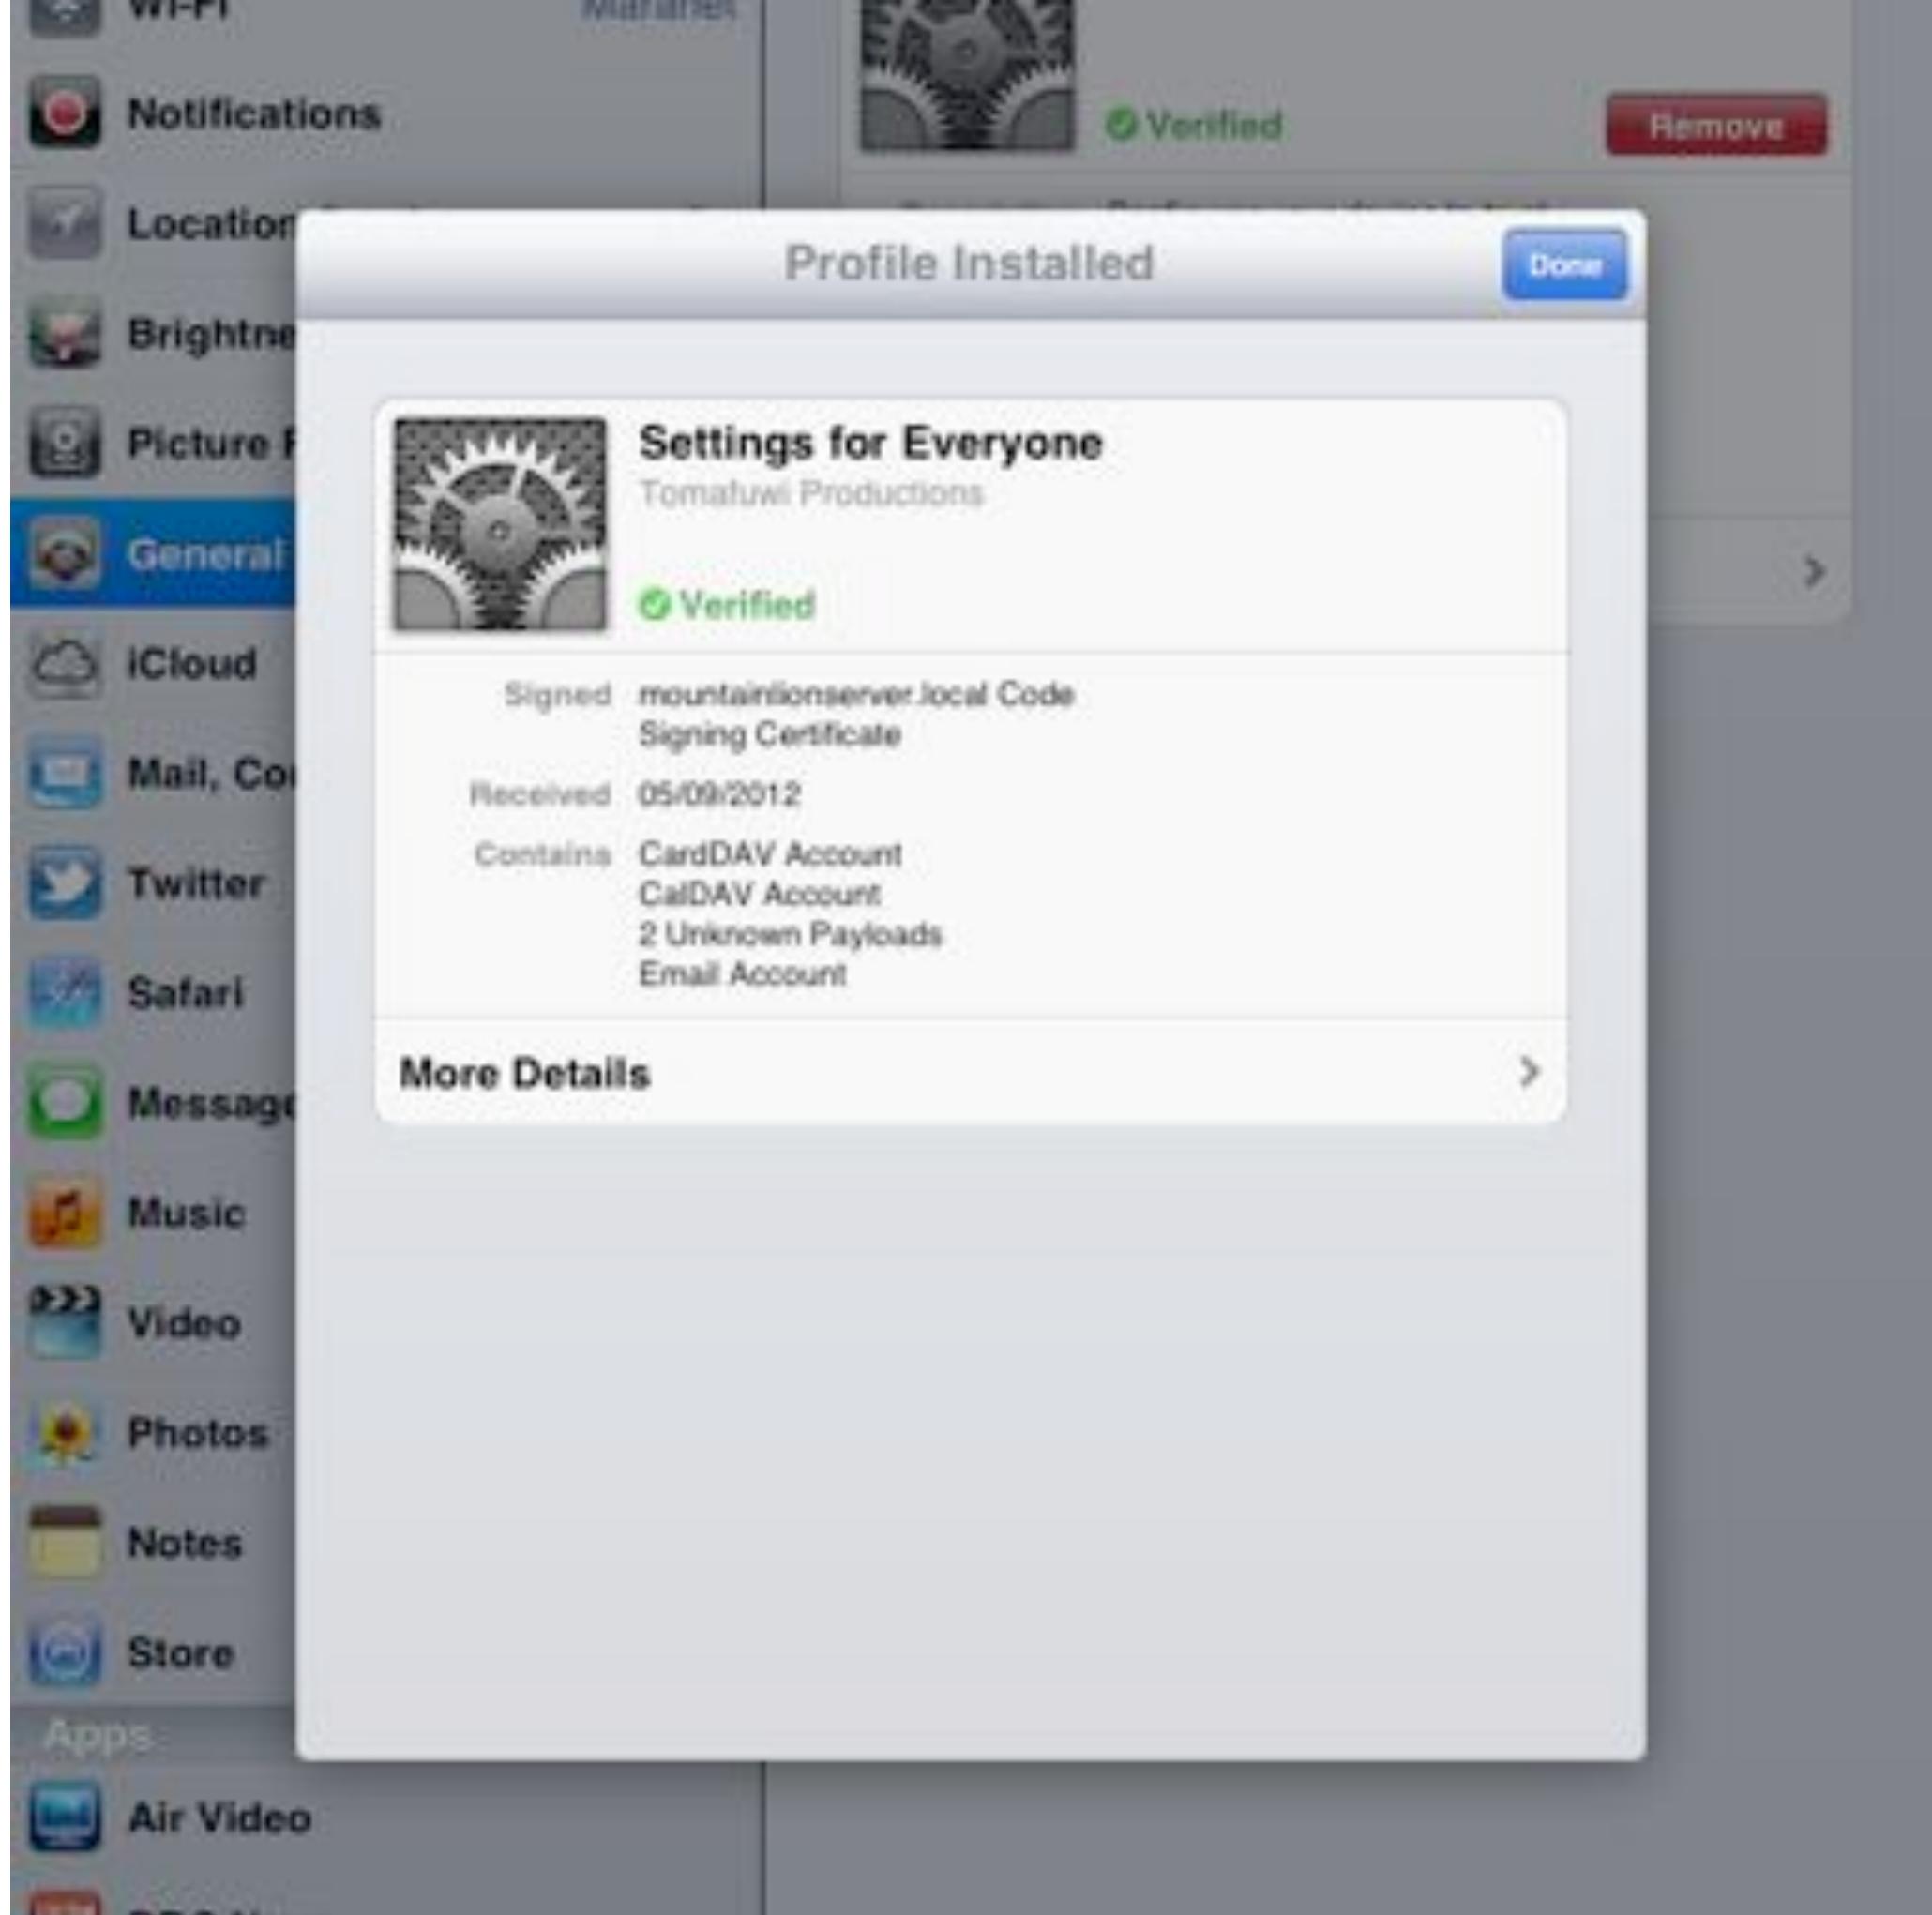 Notifications
Verified
Remove
Location
Profile Installed
Done
Brightne
Picture F
Settings for Everyone
Tomafuwi Productions
General
Verified
iCloud
Signed mountainlionserver.local Code
Signing Certificate
Mail, Co
Received 05/09/2012
Contains CardDAV Account
Twitter
CalDAV Account
2 Unknown Payloads
Email Account
Safari
More Details
Message
Music
Video
Photos
Notes
Store
Apps
Air Video